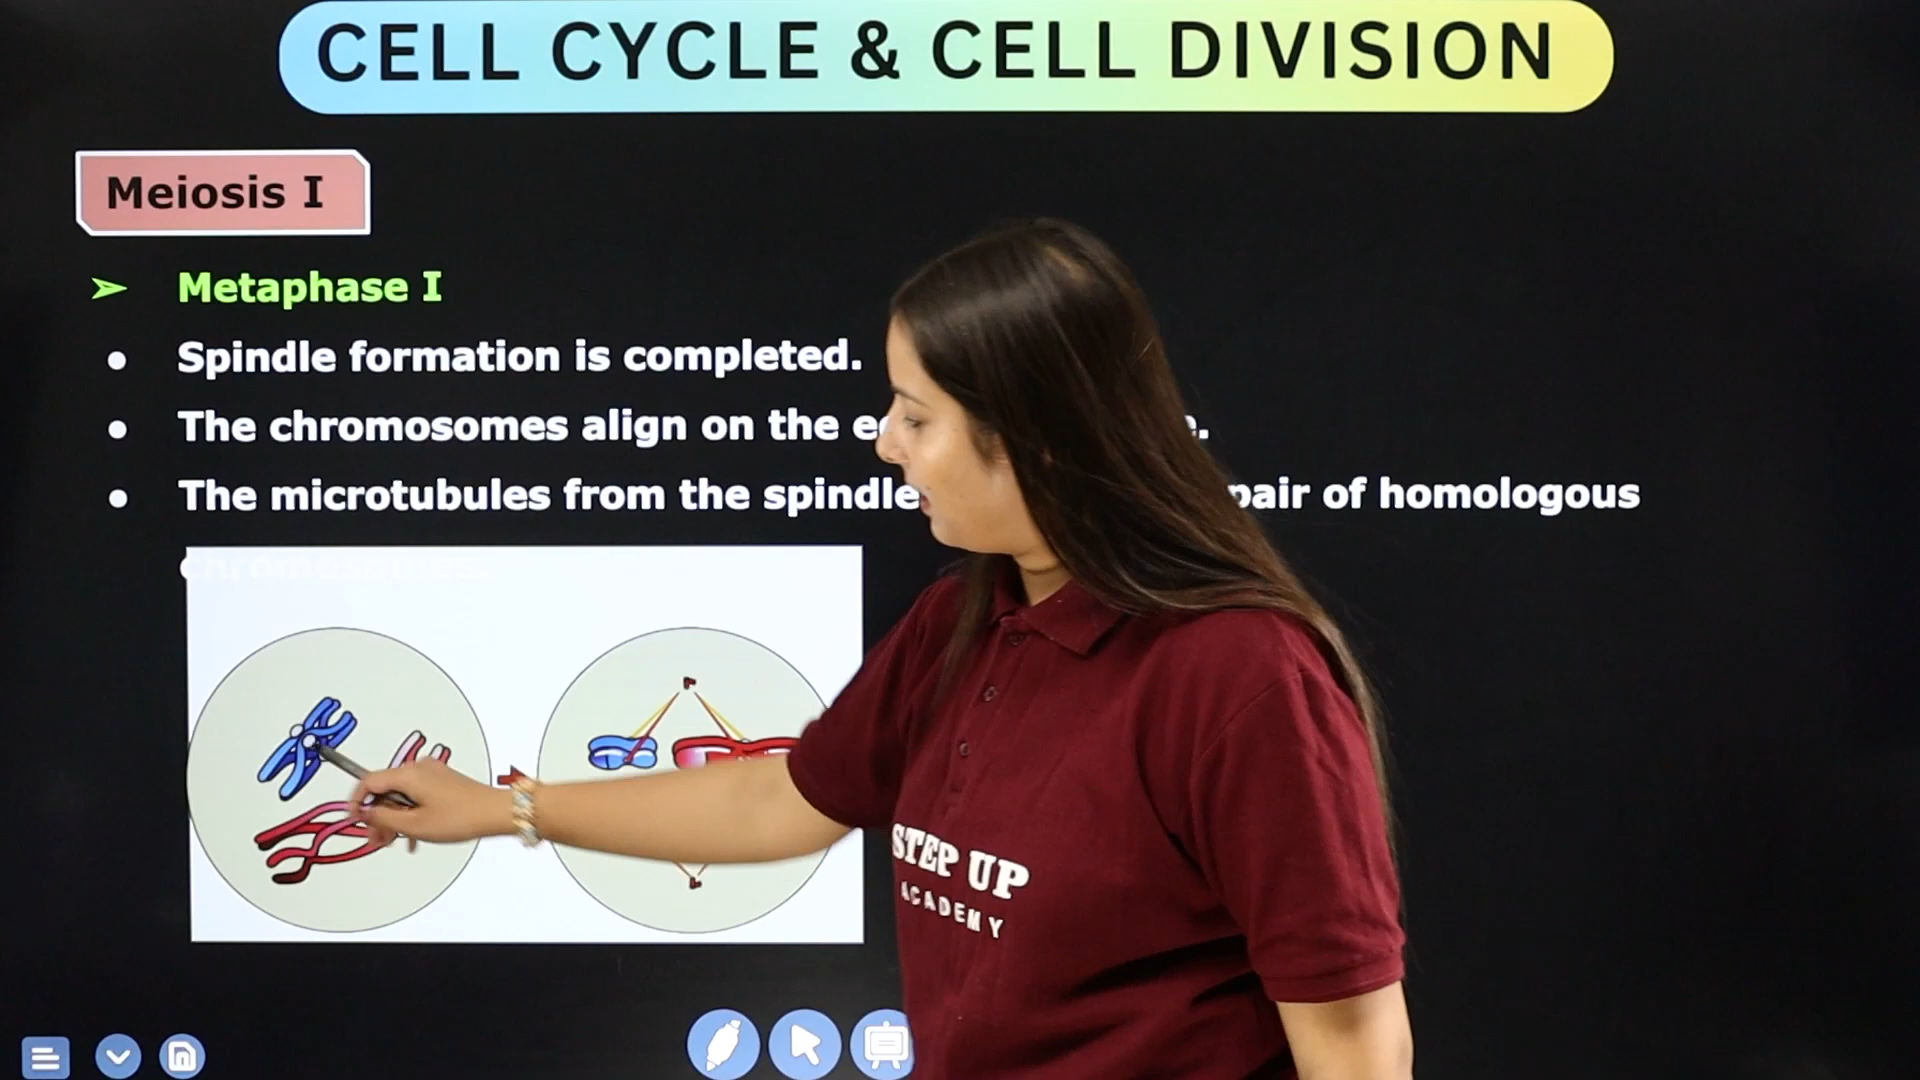 CELL CYCLE & CELL DIVISION
Meiosis I
➢ Metaphase I
● Spindle formation is completed.
● The chromosomes align on the
● The microtubules from the spindle pair of homologous
chromosomes.
STEP UP
ACADEMY